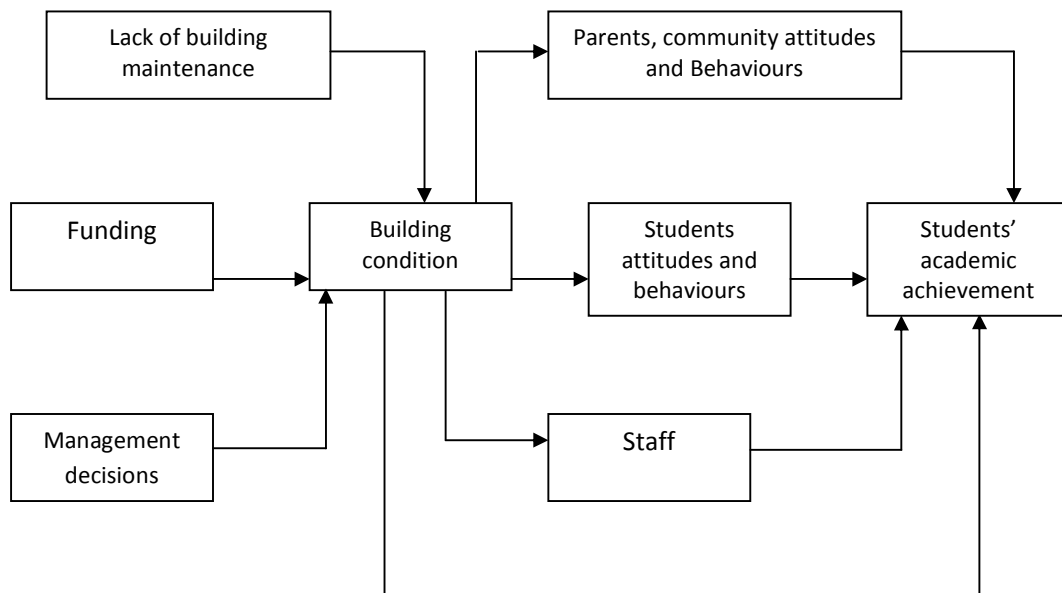 Lack of building
maintenance
Parents, community attitudes
and Behaviours
Funding
Building
condition
Students
attitudes and
behaviours
Students’
academic
achievement
Management
decisions
Staff